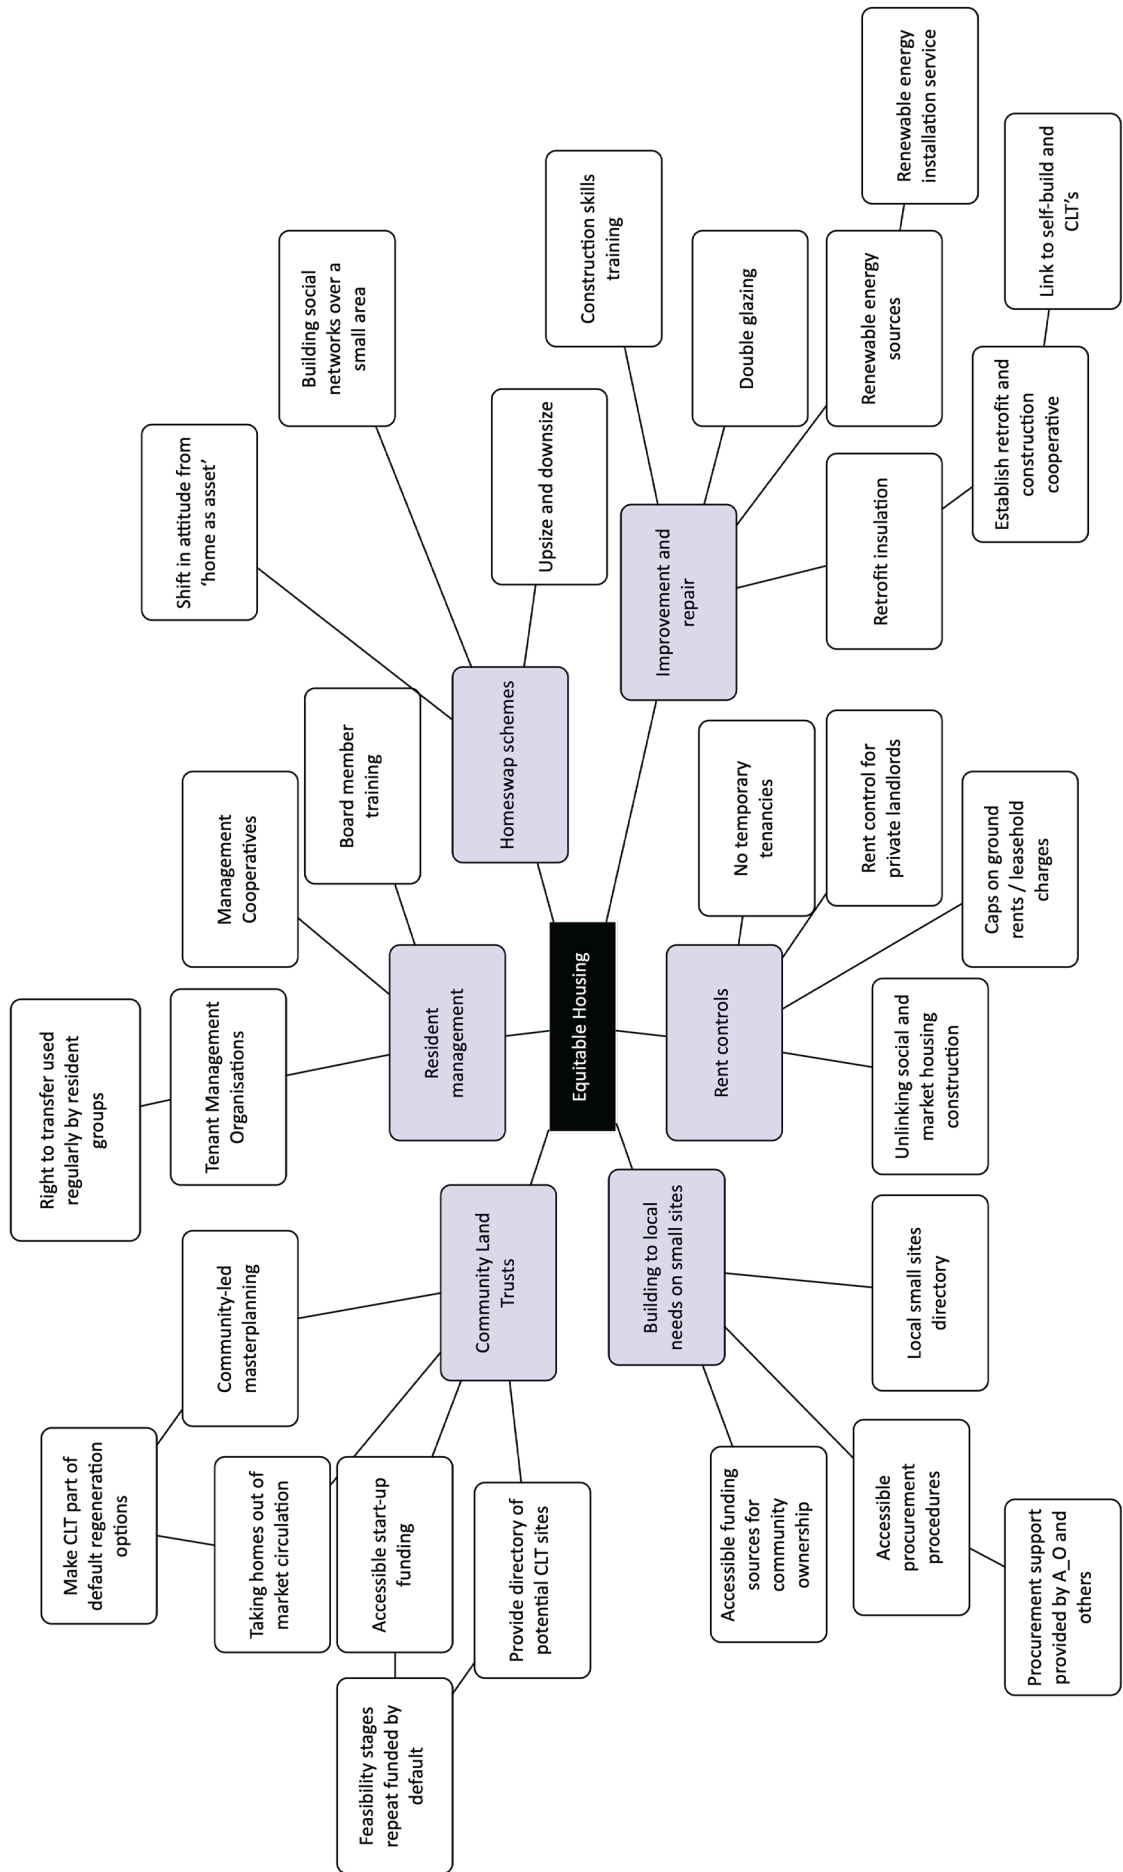 Right to transfer used
regularly by resident
groups
Make CLT part of
default regeneration
options
Community-led
masterplanning
Tenant Management
Organisations
Management
Cooperatives
Shift in attitude from
‘home as asset’
Taking homes out of
market circulation
Board member
training
Building social
networks over a
small area
Feasibility stages
repeat funded by
default
Accessible start-up
funding
Community Land
Trusts
Resident
management
Homeswap schemes
Upsize and downsize
Provide directory of
potential CLT sites
Equitable Housing
Construction skills
training
Building to local
needs on small sites
Rent controls
Improvement and
repair
Accessible funding
sources for
community
ownership
No temporary
tenancies
Double glazing
Accessible
procurement
procedures
Local small sites
directory
Unlinking social and
market housing
construction
Rent control for
private landlords
Retrofit insulation
Renewable energy
sources
Renewable energy
installation service
Procurement support
provided by A_O and
others
Caps on ground
rents / leasehold
charges
Establish retrofit and
construction
cooperative
Link to self-build and
CLT’s